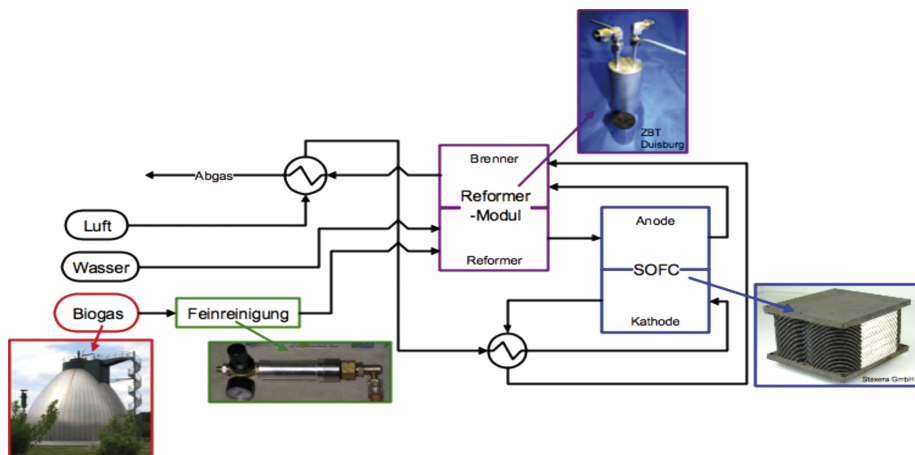 ZBT
Duisburg
Brenner
Abgas
Reformer
-Modul
Luft
Anode
Wasser
Reformer
SOFC
Biogas
Feinreinigung
Kathode
Staxera GmbH